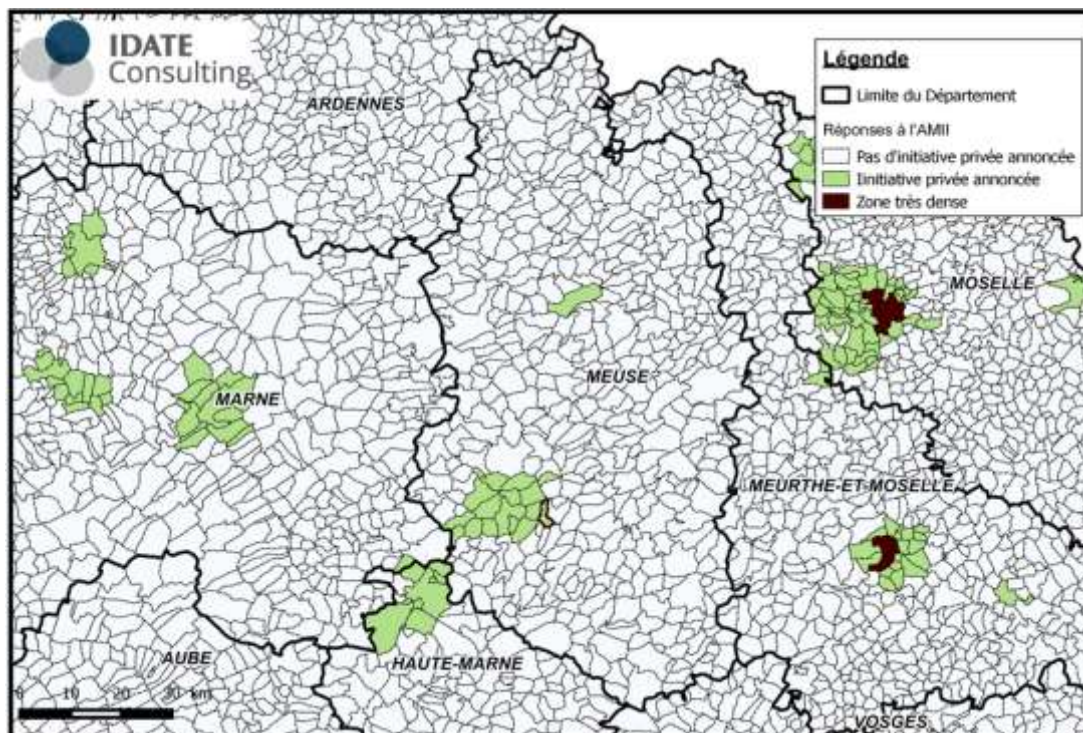 IDATE
Consulting
Légende
Limite du Département
Réponses à l'AMII
Pas d'initiative privée annoncée
Iinitiative privée annoncée
Zone très dense
ARDENNES
MOSELLE
MEUSE
MARNE
MEURTHE-ET-MOSELLE
AUBE
HAUTE-MARNE
VOSGES
0 10 20 30 km